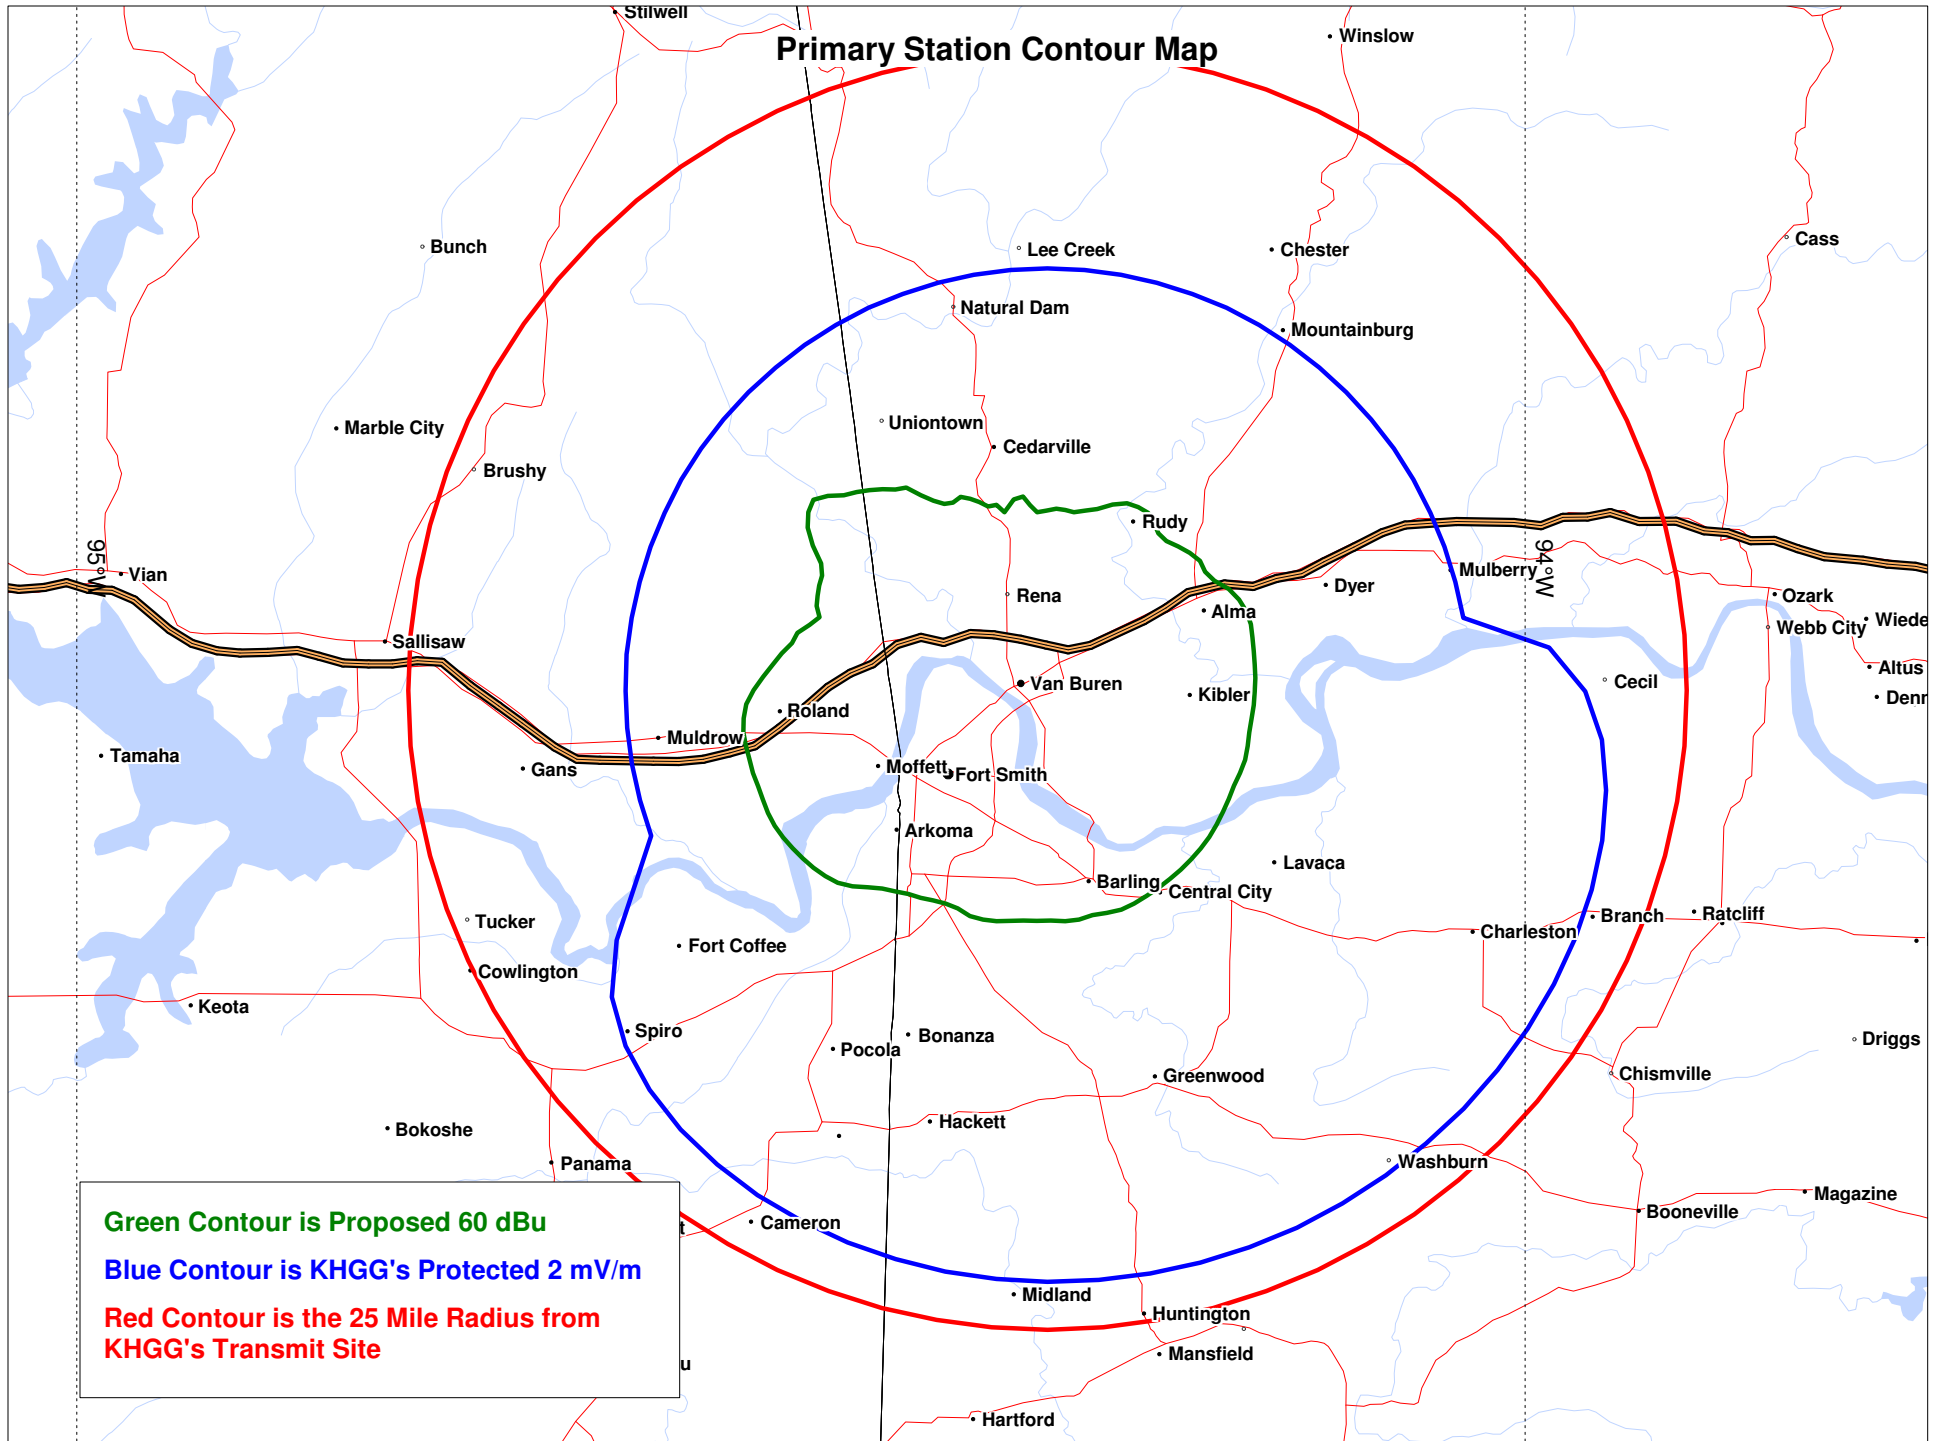 Stilwell
Winslow
Primary Station Contour Map
Cass
Bunch
Lee Creek
Chester
Natural Dam
Mountainburg
Marble City
Uniontown
Cedarville
Brushy
Rudy
95°W
94°W
Vian
Mulberry
Dyer
Rena
Ozark
Alma
Wiede
Webb City
Sallisaw
Altus
Cecil
Van Buren
Kibler
Denr
Roland
Muldrow
Tamaha
Gans
Moffett
Fort Smith
Arkoma
Lavaca
Barling
Central City
Tucker
Branch
Ratcliff
Charleston
Fort Coffee
Cowlington
Keota
Spiro
Bonanza
Pocola
Driggs
Greenwood
Chismville
Hackett
Bokoshe
Panama
Washburn
Magazine
Booneville
Cameron
t
Green Contour is Proposed 60 dBu
Blue Contour is KHGG's Protected 2 mV/m
Red Contour is the 25 Mile Radius from
KHGG's Transmit Site
Midland
Huntington
Mansfield
u
Hartford